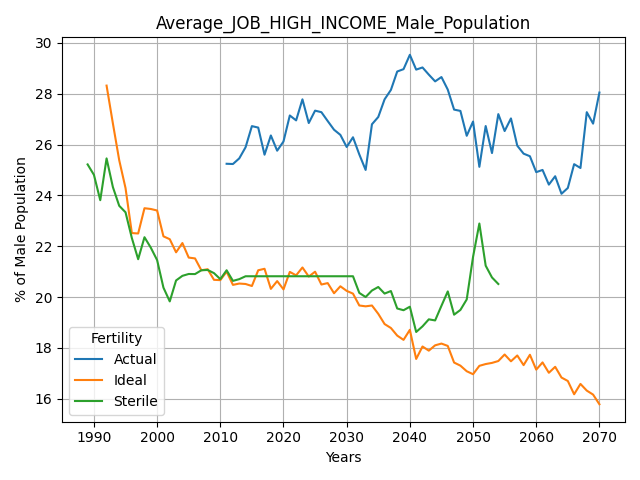 Average_JOB_HIGH_INCOME_Male_Population
% of Male Population
30
28
26
24
22
20
18
16
Fertility
Actual
Ideal
Sterile
1990 2000 2010 2020 2030 2040 2050 2060 2070
Years